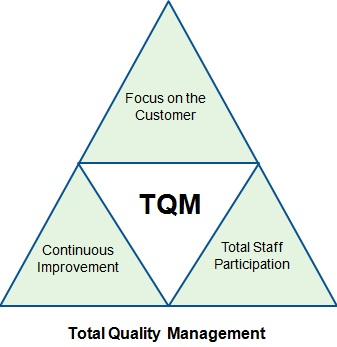 Focus on the
Customer
TQM
Continuous
Improvement
Total Staff
Participation
Total Quality Management